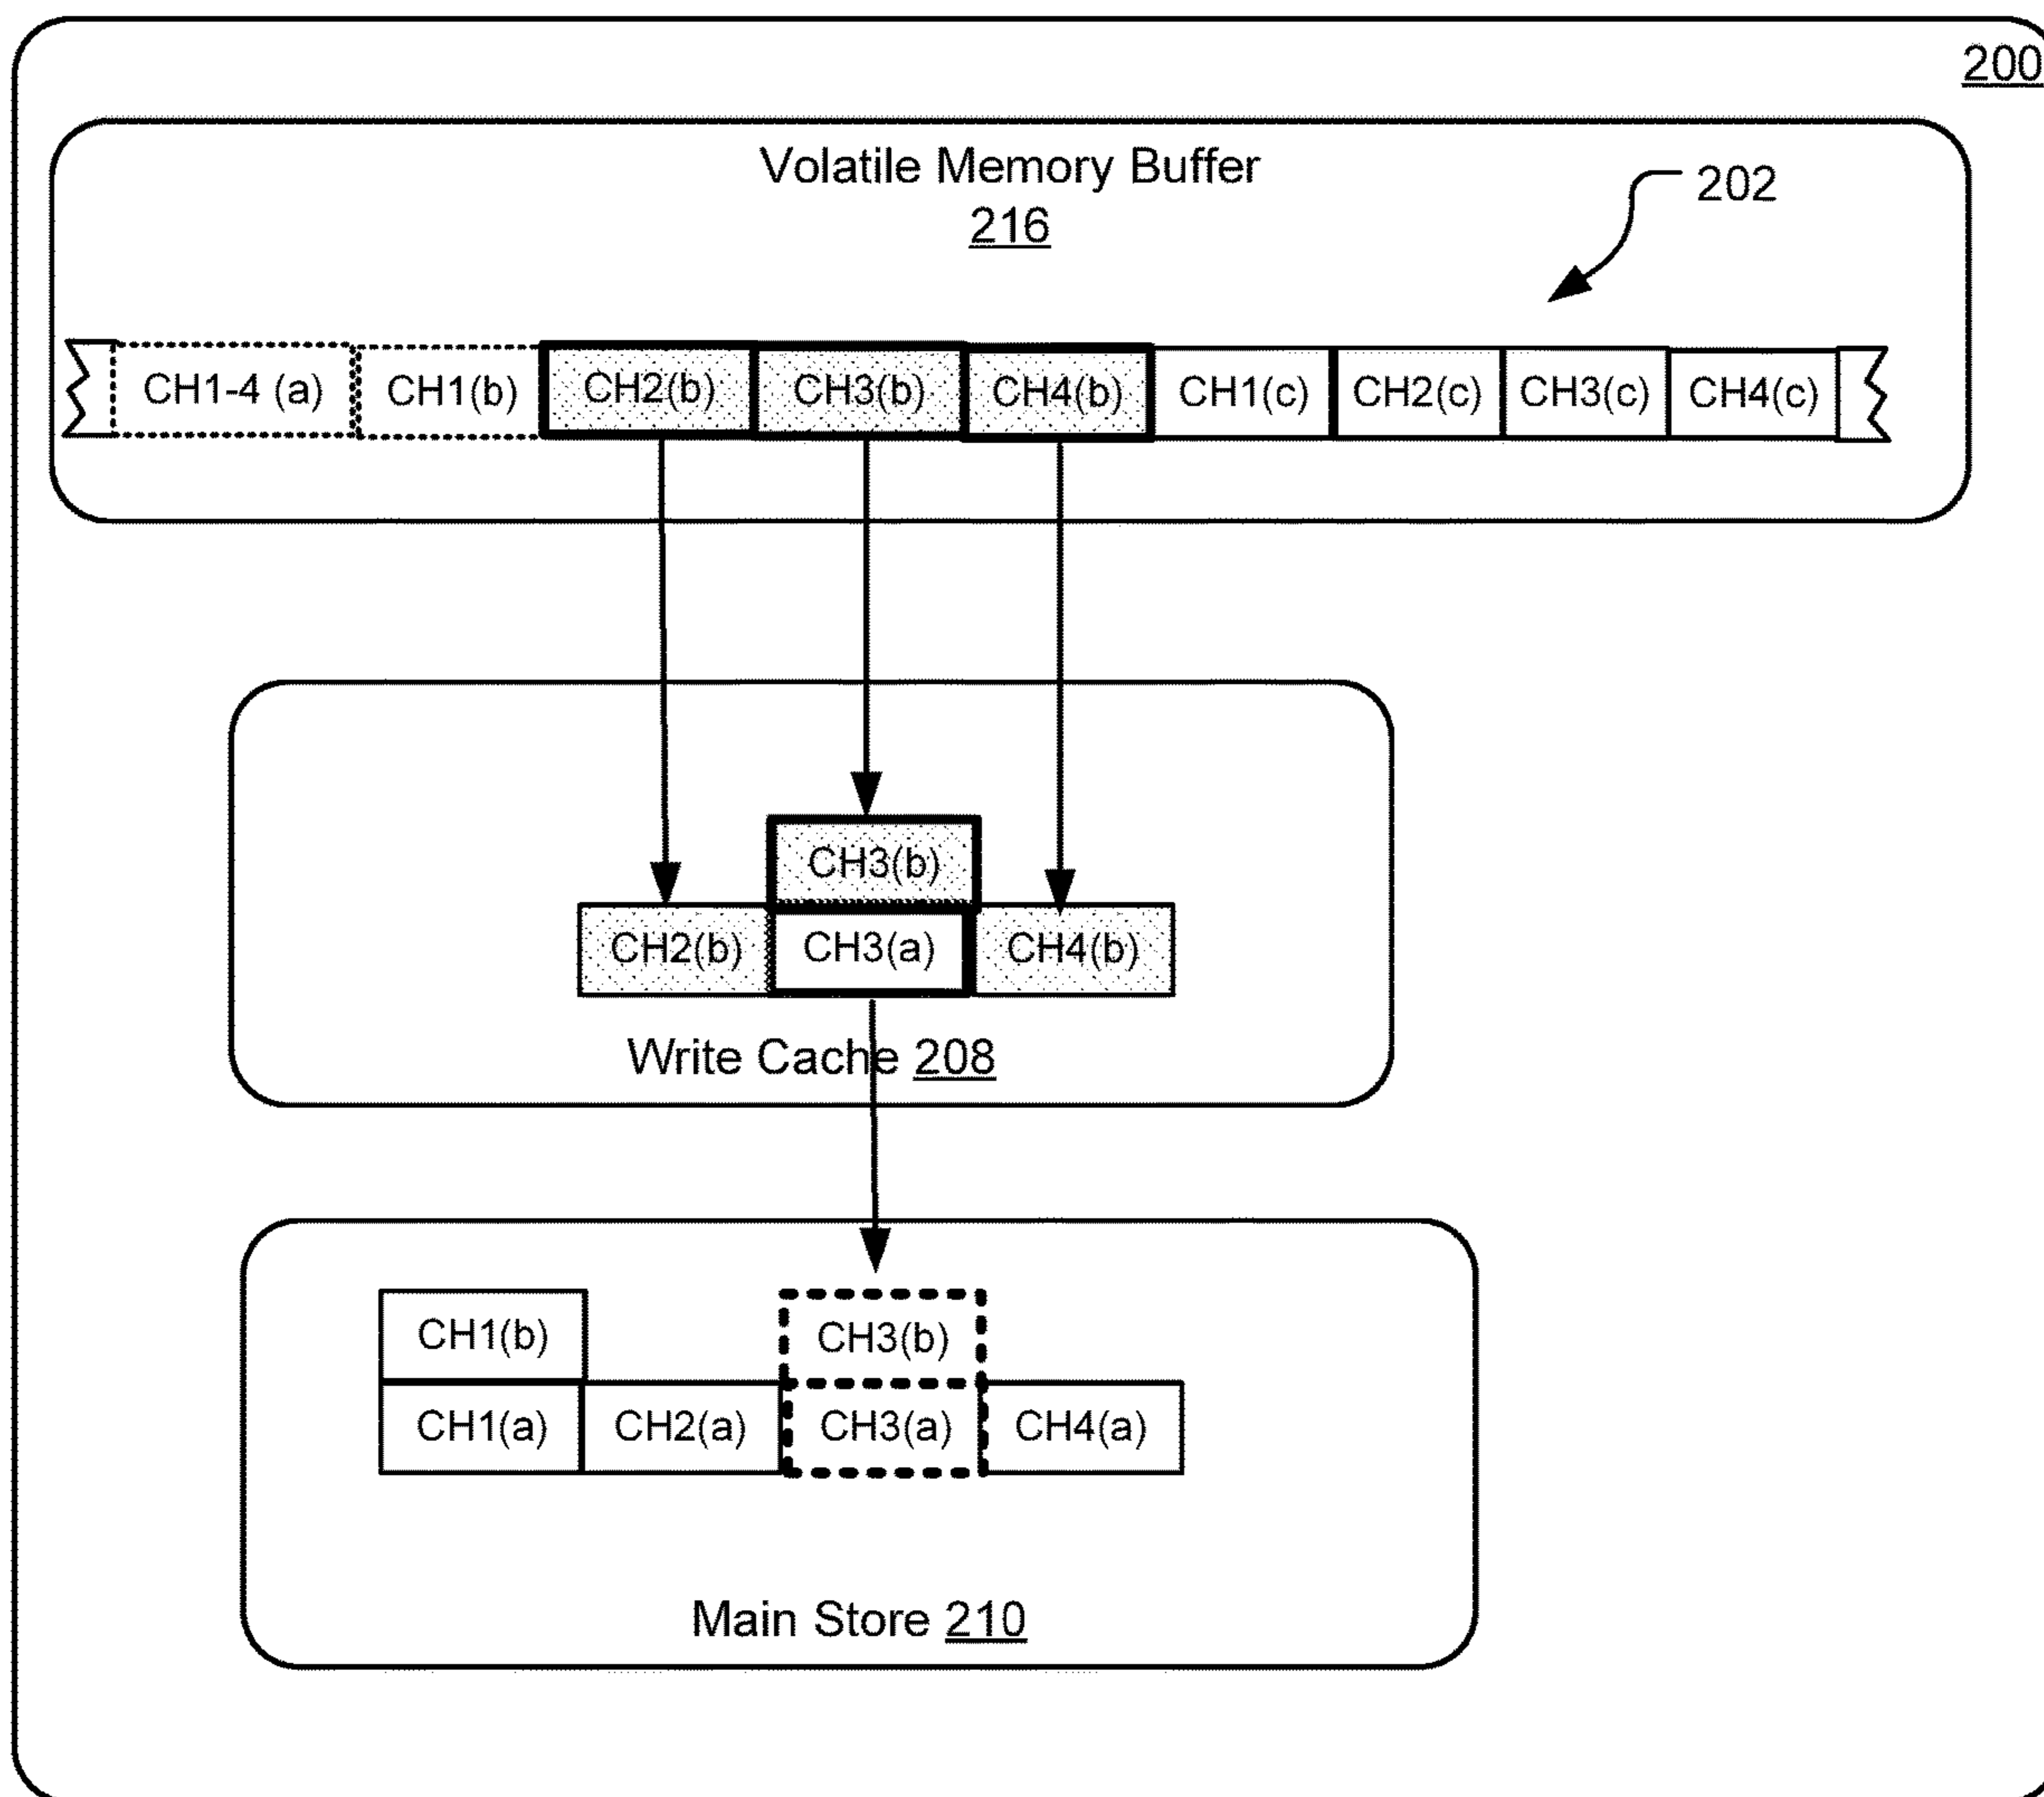 200
Volatile Memory Buffer
216
202
CH1-4 (a) CH1(b) CH2(b) CH3(b) CH4(b) CH1(c) CH2(c) CH3(c) CH4(c)
CH3(b)
CH2(b) CH3(a) CH4(b)
Write Cache 208
CH1(b) CH3(b)
CH1(a) CH2(a) CH3(a) CH4(a)
Main Store 210